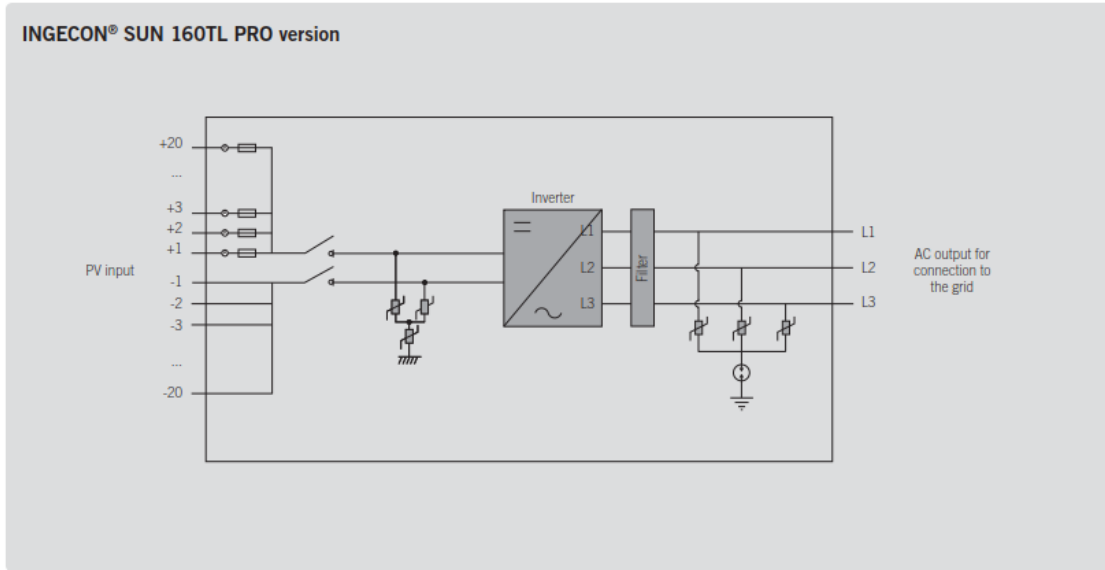 INGECON® SUN 160TL PRO version
+20
...
+3
+2
+1
PV input
-1
-2
-3
...
-20
Inverter
L1
L2
L3
Filter
L1
L2
L3
AC output for
connection to
the grid